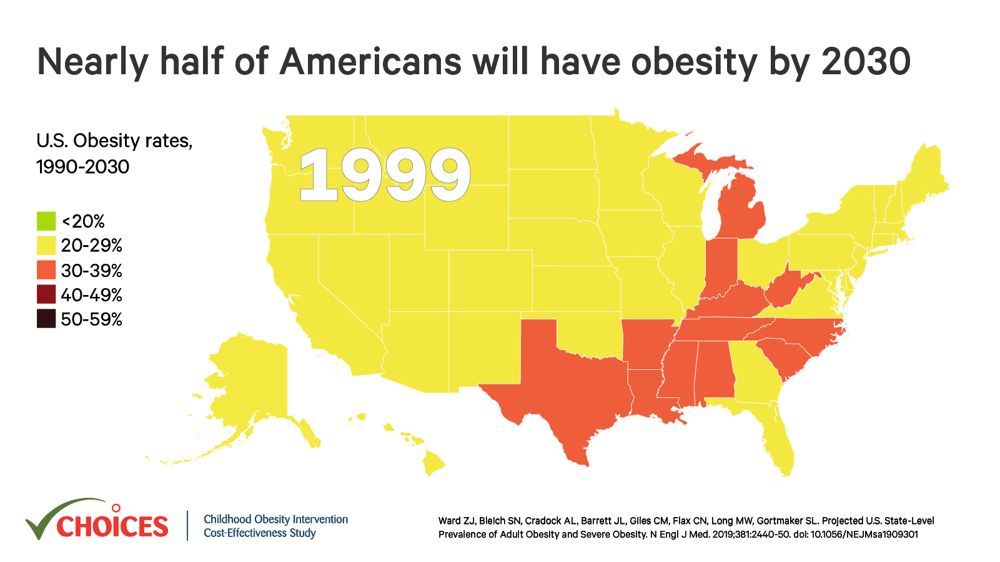 Nearly half of Americans will have obesity by 2030
U.S. Obesity rates,
1990-2030
1999
<20%
20-29%
30-39%
40-49%
50-59%
CHOICES
Childhood Obesity Intervention
Cost-Effectiveness Study
Ward ZJ, Bleich SN, Cradock AL, Barrett JL, Giles CM, Flax CN, Long MW, Gortmaker SL. Projected U.S. State-Level
Prevalence of Adult Obesity and Severe Obesity. N Engl J Med. 2019;381:2440-50. doi: 10.1056/NEJMsa1909301